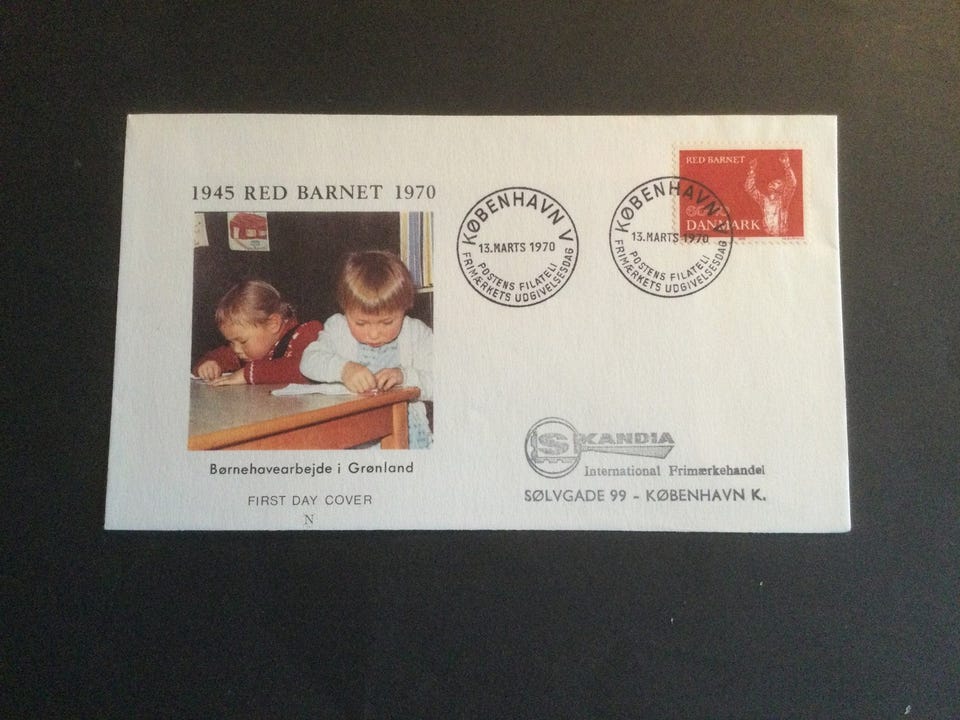 1945 RED BARNET 1970
Børnehavearbejde i Grønland
FIRST DAY COVER
N
KØBENHAVN V
13.MARTS 1970
POSTENS FILATELI
FRIMÆRKETS UDGIVELSESDAG
KØBENHAVN V
13.MARTS 1970
POSTENS FILATELI
FRIMÆRKETS UDGIVELSESDAG
RED BARNET
DANMARK
SKANDIA
International Frimærkehandel
SØLVGADE 99 - KØBENHAVN K.